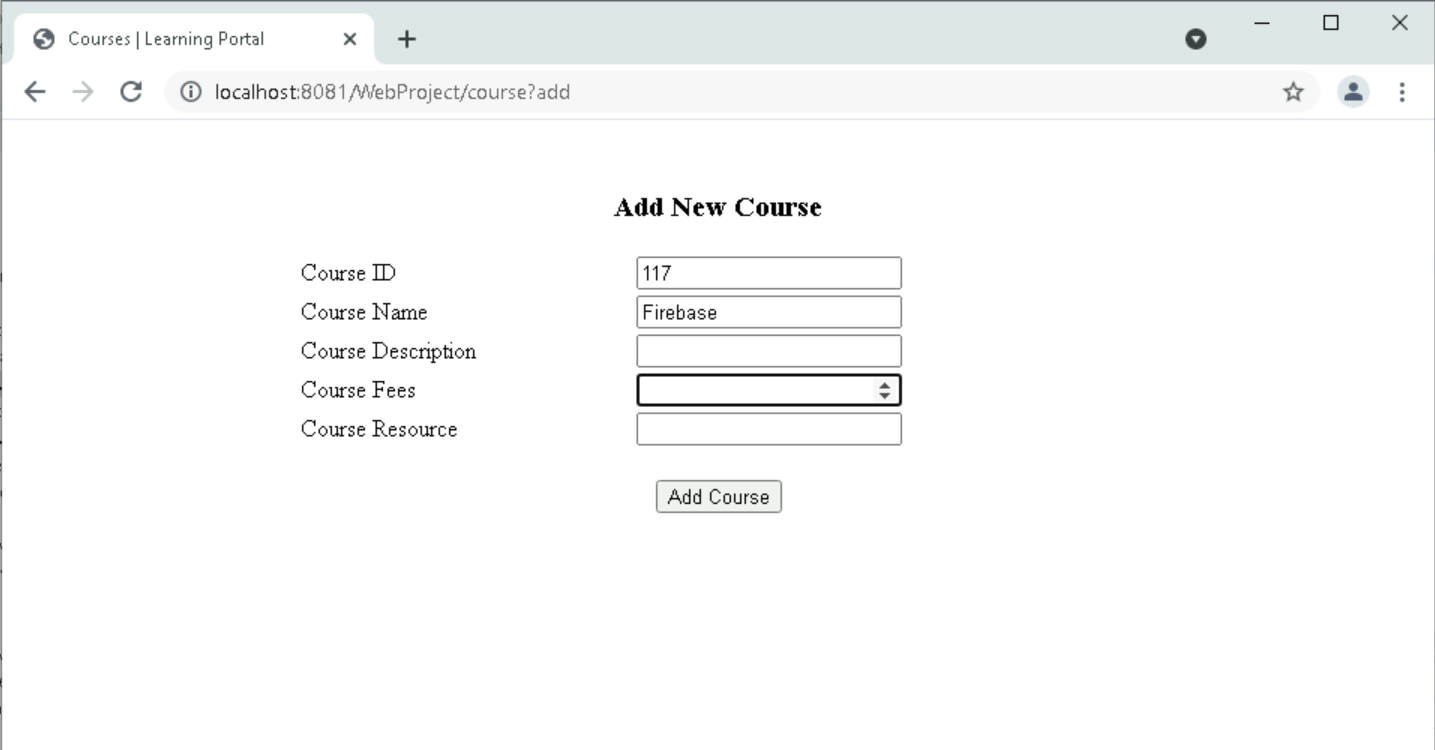 Courses | Learning Portal
localhost:8081/WebProject/course?add
Add New Course
Course ID 117
Course Name Firebase
Course Description
Course Fees
Course Resource
Add Course